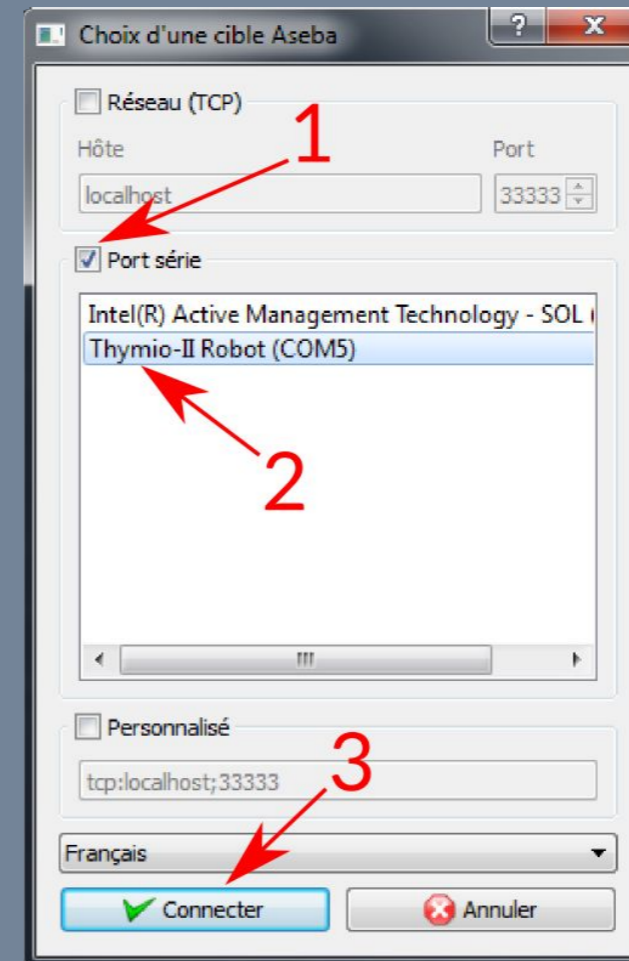 Choix d'une cible Aseba
?
X
Réseau (TCP)
1
Hôte
Port
localhost
33333
Port série
Intel(R) Active Management Technology - SOL (
Thymio-II Robot (COM5)
2
Personnalisé
3
tcp:localhost;33333
Français
Connecter
Annuler